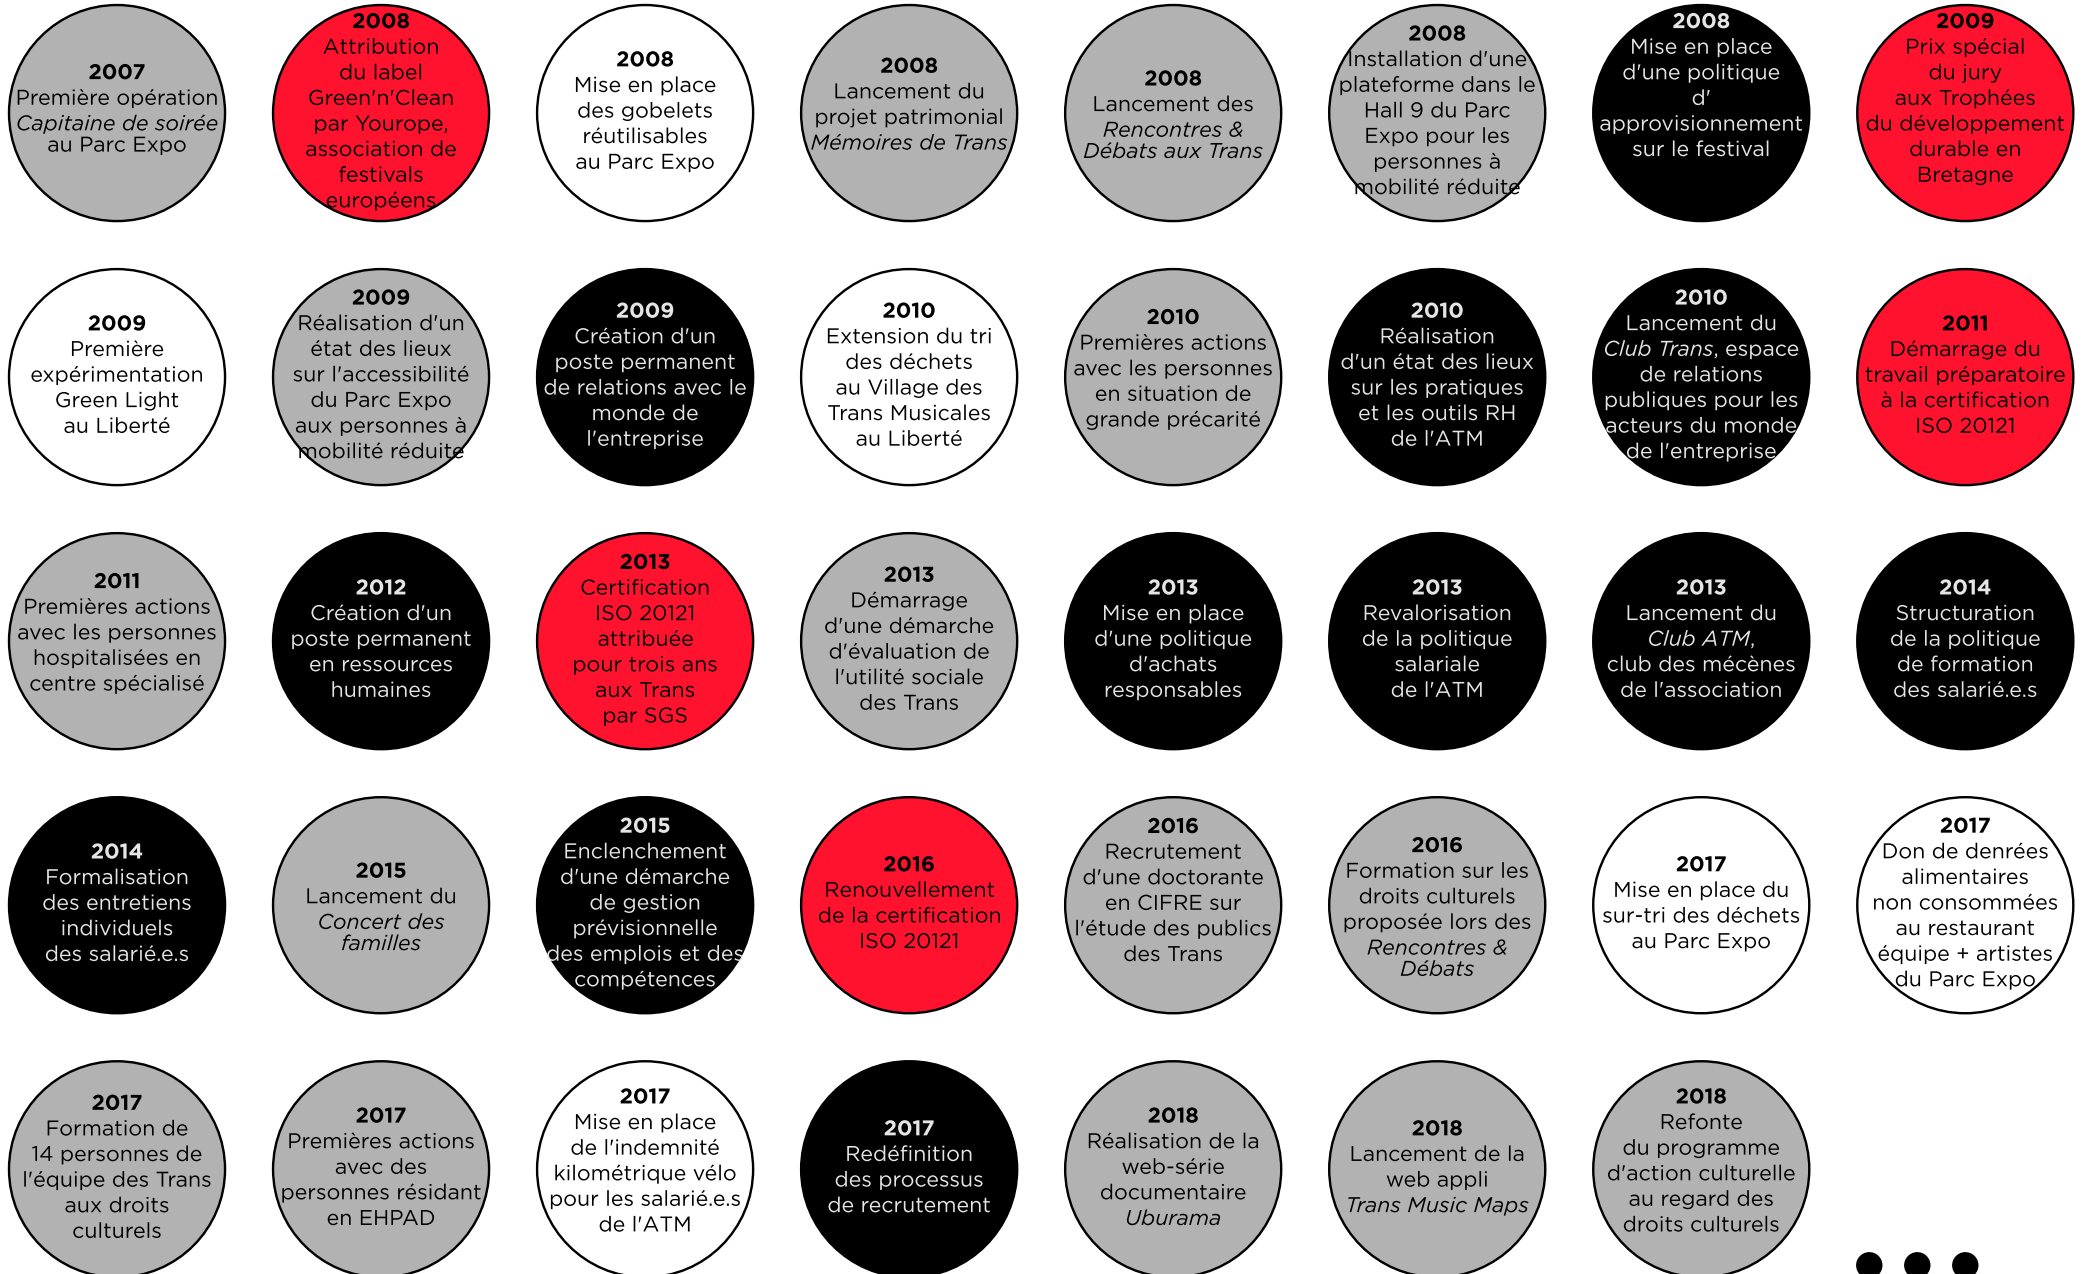 2007
Première opération
Capitaine de soirée
au Parc Expo
2008
Attribution
du label
Green'n'Clean
par Yourope,
association de
festivals
européens
2008
Mise en place
des gobelets
réutilisables
au Parc Expo
2008
Lancement du
projet patrimonial
Mémoires de Trans
2008
Lancement des
Rencontres &
Débats aux Trans
2008
Installation d'une
plateforme dans le
Hall 9 du Parc
Expo pour les
personnes à
mobilité réduite
2008
Mise en place
d'une politique
d'
approvisionnement
sur le festival
2009
Prix spécial
du jury
aux Trophées
du développement
durable en
Bretagne
2009
Première
expérimentation
Green Light
au Liberté
2009
Réalisation d'un
état des lieux
sur l'accessibilité
du Parc Expo
aux personnes à
mobilité réduite
2009
Création d'un
poste permanent
de relations avec le
monde de
l'entreprise
2010
Extension du tri
des déchets
au Village des
Trans Musicales
au Liberté
2010
Premières actions
avec les personnes
en situation de
grande précarité
2010
Réalisation
d'un état des lieux
sur les pratiques
et les outils RH
de l'ATM
2010
Lancement du
Club Trans, espace
de relations
publiques pour les
acteurs du monde
de l'entreprise
2011
Démarrage du
travail préparatoire
à la certification
ISO 20121
2011
Premières actions
avec les personnes
hospitalisées en
centre spécialisé
2012
Création d'un
poste permanent
en ressources
humaines
2013
Certification
ISO 20121
attribuée
pour trois ans
aux Trans
par SGS
2013
Démarrage
d'une démarche
d'évaluation de
l'utilité sociale
des Trans
2013
Mise en place
d'une politique
d'achats
responsables
2013
Revalorisation
de la politique
salariale
de l'ATM
2013
Lancement du
Club ATM,
club des mécènes
de l'association
2014
Structuration
de la politique
de formation
des salarié.e.s
2014
Formalisation
des entretiens
individuels
des salarié.e.s
2015
Lancement du
Concert des
familles
2015
Enclenchement
d'une démarche
de gestion
prévisionnelle
des emplois et des
compétences
2016
Renouvellement
de la certification
ISO 20121
2016
Recrutement
d'une doctorante
en CIFRE sur
l'étude des publics
des Trans
2016
Formation sur les
droits culturels
proposée lors des
Rencontres &
Débats
2017
Mise en place du
sur-tri des déchets
au Parc Expo
2017
Don de denrées
alimentaires
non consommées
au restaurant
équipe + artistes
du Parc Expo
2017
Formation de
14 personnes de
l'équipe des Trans
aux droits
culturels
2017
Premières actions
avec des
personnes résidant
en EHPAD
2017
Mise en place
de l'indemnité
kilométrique vélo
pour les salarié.e.s
de l'ATM
2017
Redéfinition
des processus
de recrutement
2018
Réalisation de la
web-série
documentaire
Uburama
2018
Lancement de la
web appli
Trans Music Maps
2018
Refonte
du programme
d'action culturelle
au regard des
droits culturels